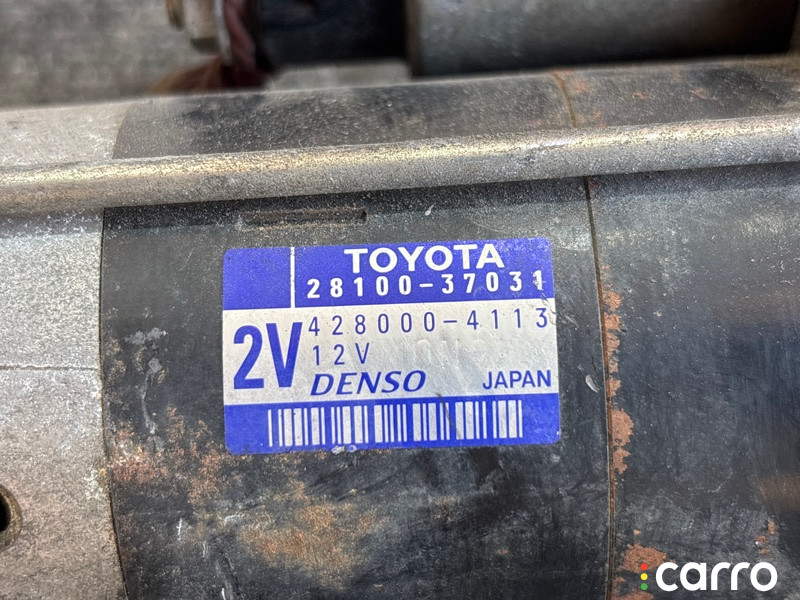 TOYOTA
28100-37031
2V
428000-4113
12V
DENSO JAPAN
carro